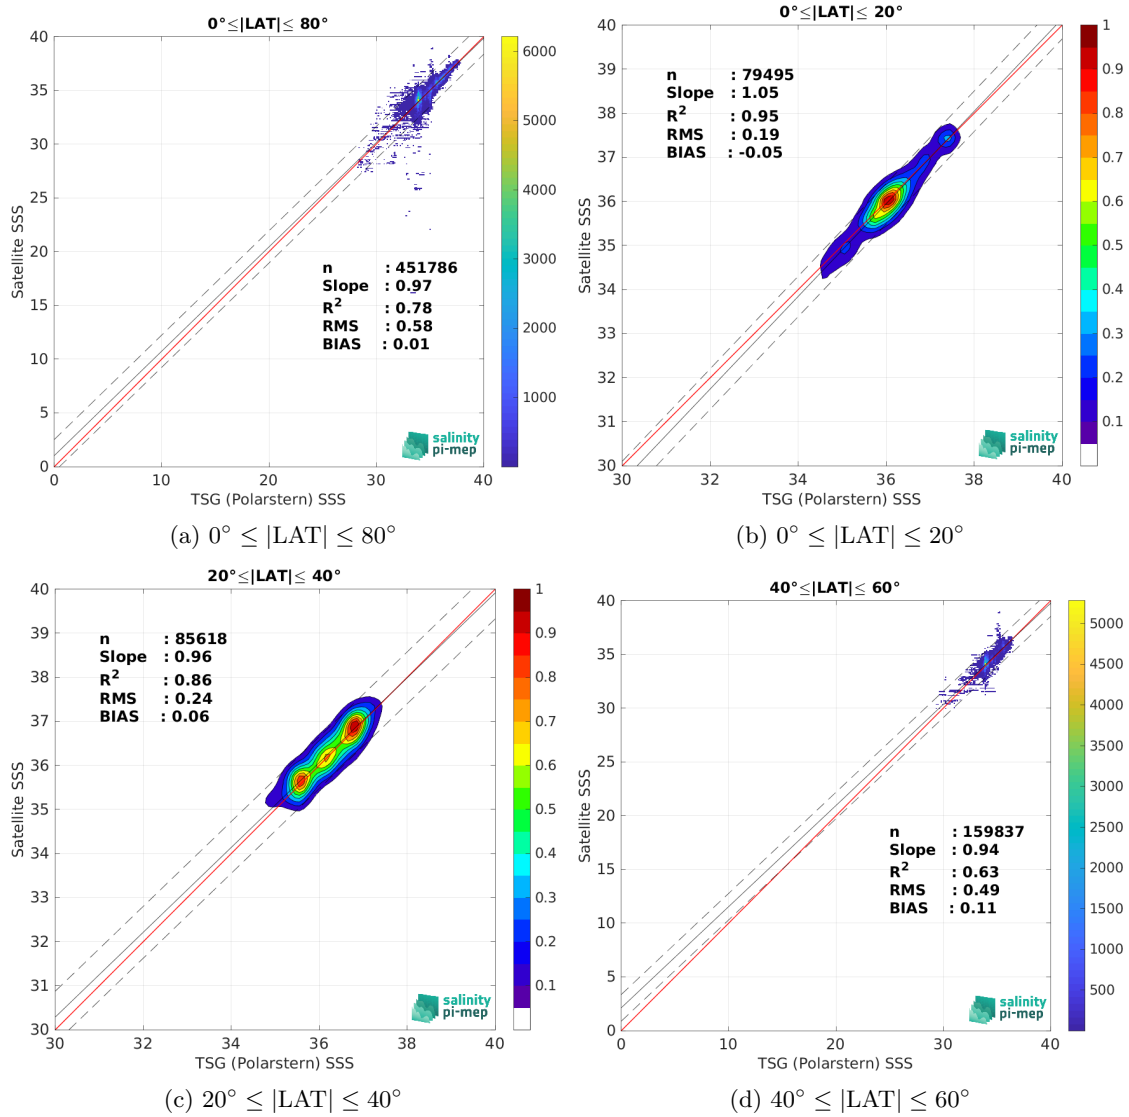 0°≤|LAT|≤ 80°
40
35
30
25
20
15
10
5
0
Satellite SSS
n : 451786
Slope : 0.97
R² : 0.78
RMS : 0.58
BIAS : 0.01
salinity
pi-mep
0 10 20 30 40
TSG (Polarstern) SSS
6000
5000
4000
3000
2000
1000
(a) 0° ≤ |LAT| ≤ 80°
0°≤|LAT|≤ 20°
40
39
38
37
36
35
34
33
32
31
30
Satellite SSS
n : 79495
Slope : 1.05
R² : 0.95
RMS : 0.19
BIAS : -0.05
salinity
pi-mep
30 32 34 36 38 40
TSG (Polarstern) SSS
1
0.9
0.8
0.7
0.6
0.5
0.4
0.3
0.2
0.1
(b) 0° ≤ |LAT| ≤ 20°
20°≤|LAT|≤ 40°
40
39
38
37
36
35
34
33
32
31
30
Satellite SSS
n : 85618
Slope : 0.96
R² : 0.86
RMS : 0.24
BIAS : 0.06
salinity
pi-mep
30 32 34 36 38 40
TSG (Polarstern) SSS
1
0.9
0.8
0.7
0.6
0.5
0.4
0.3
0.2
0.1
(c) 20° ≤ |LAT| ≤ 40°
40°≤|LAT|≤ 60°
40
35
30
25
20
15
10
5
0
Satellite SSS
n : 159837
Slope : 0.94
R² : 0.63
RMS : 0.49
BIAS : 0.11
salinity
pi-mep
0 10 20 30 40
TSG (Polarstern) SSS
5000
4500
4000
3500
3000
2500
2000
1500
1000
500
(d) 40° ≤ |LAT| ≤ 60°